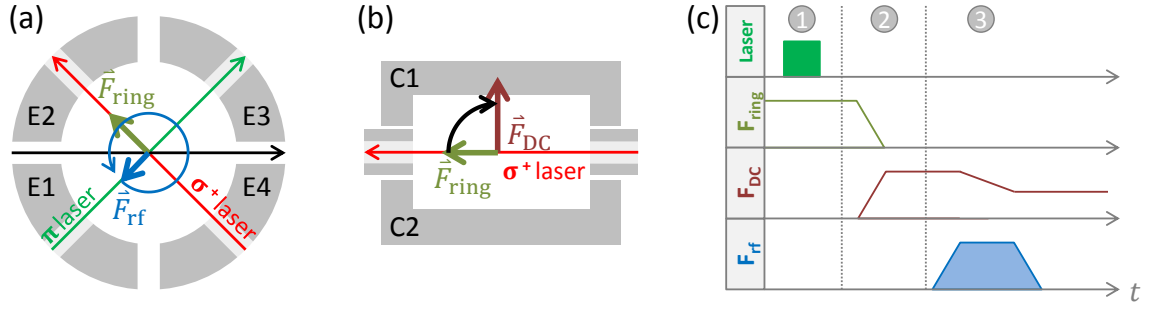 (a)
E2
E3
E1
E4
F⃗ring
F⃗rf
π laser
σ+ laser
(b)
C1
C2
F⃗DC
F⃗ring
σ+ laser
(c)
1
2
3
Laser
Fring
FDC
Frf
t